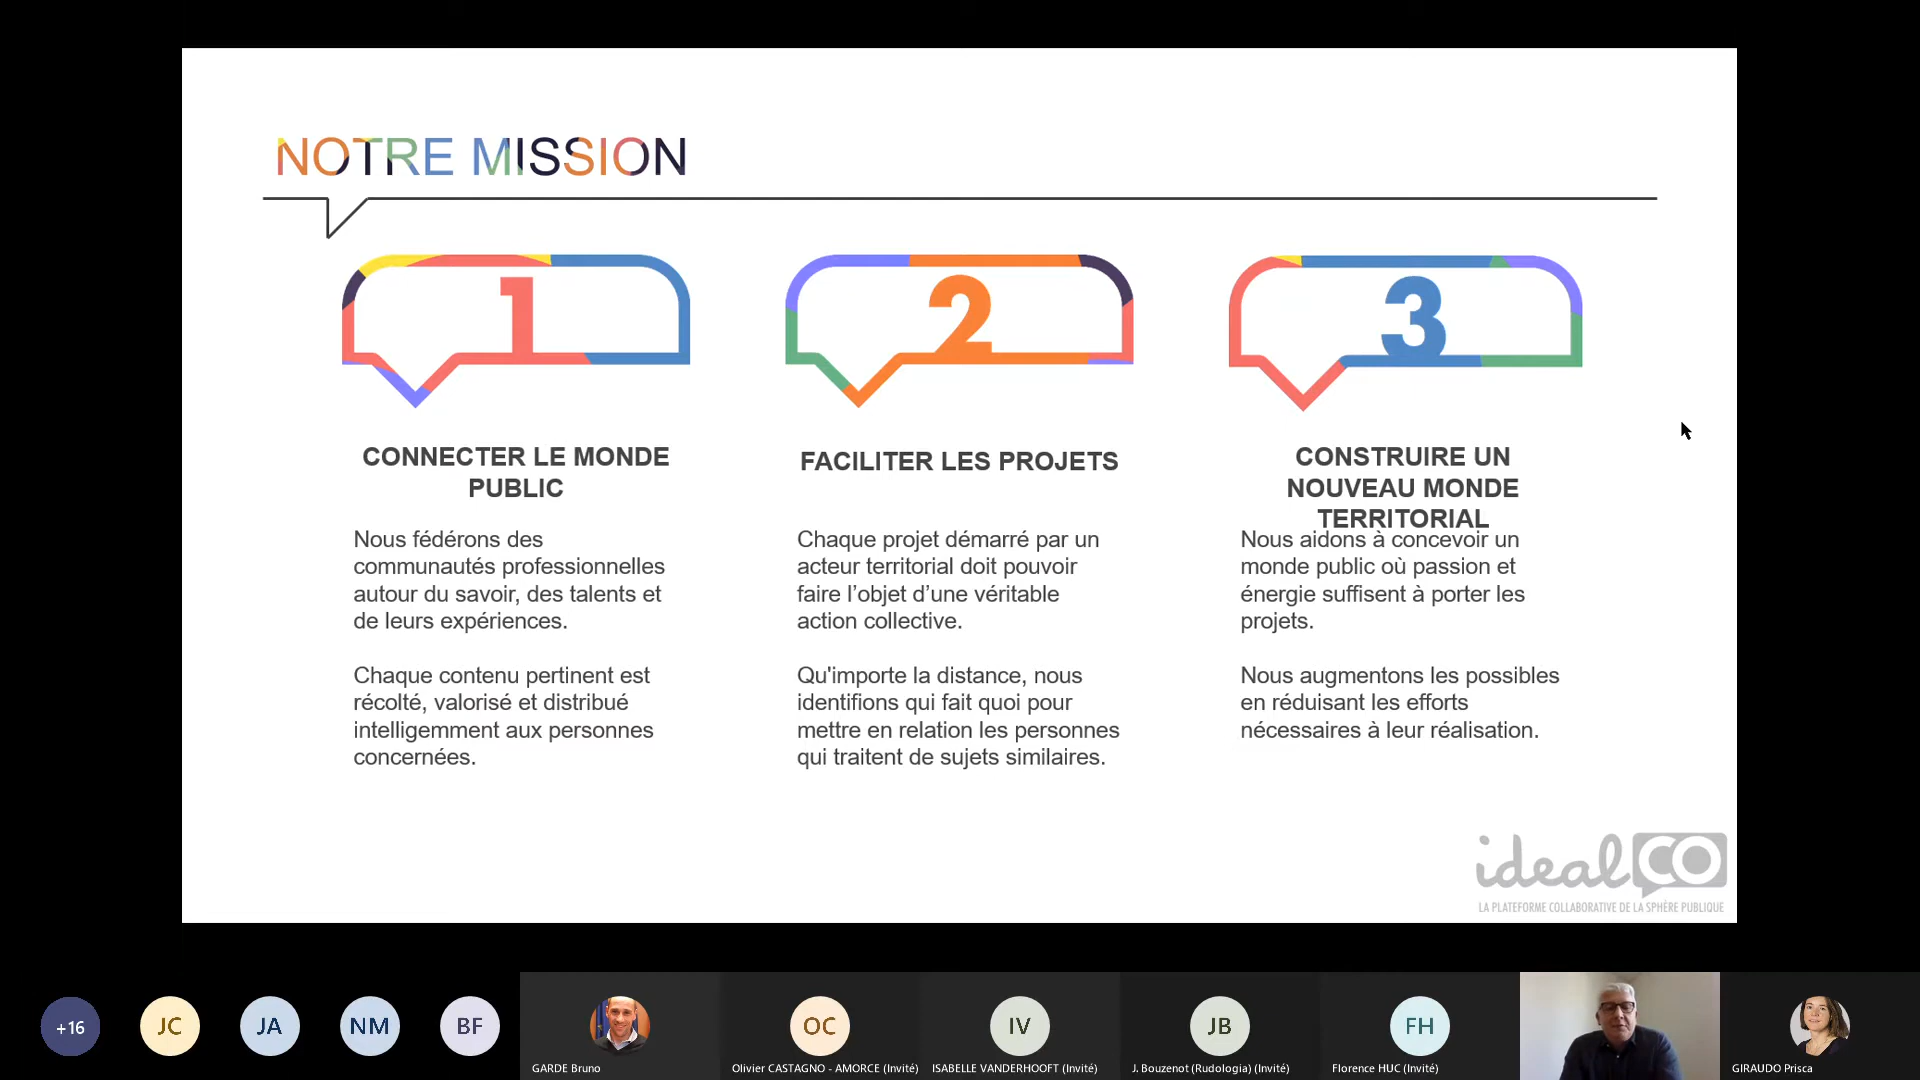 NOTRE MISSION
1
2
3
CONNECTER LE MONDE
PUBLIC
Nous fédérons des
communautés professionnelles
autour du savoir, des talents et
de leurs expériences.
Chaque contenu pertinent est
récolté, valorisé et distribué
intelligemment aux personnes
concernées.
FACILITER LES PROJETS
Chaque projet démarré par un
acteur territorial doit pouvoir
faire l’objet d’une véritable
action collective.
Qu'importe la distance, nous
identifions qui fait quoi pour
mettre en relation les personnes
qui traitent de sujets similaires.
CONSTRUIRE UN
NOUVEAU MONDE
TERRITORIAL
Nous aidons à concevoir un
monde public où passion et
énergie suffisent à porter les
projets.
Nous augmentons les possibles
en réduisant les efforts
nécessaires à leur réalisation.
idealCO
LA PLATEFORME COLLABORATIVE DE LA SPHÈRE PUBLIQUE
+16
JC
JA
NM
BF
GARDE Bruno
OC
Olivier CASTAGNO - AMORCE (Invité)
IV
ISABELLE VANDERHOOFT (Invité)
JB
J. Bouzenot (Rudologia) (Invité)
FH
Florence HUC (Invité)
GIRAUDO Prisca